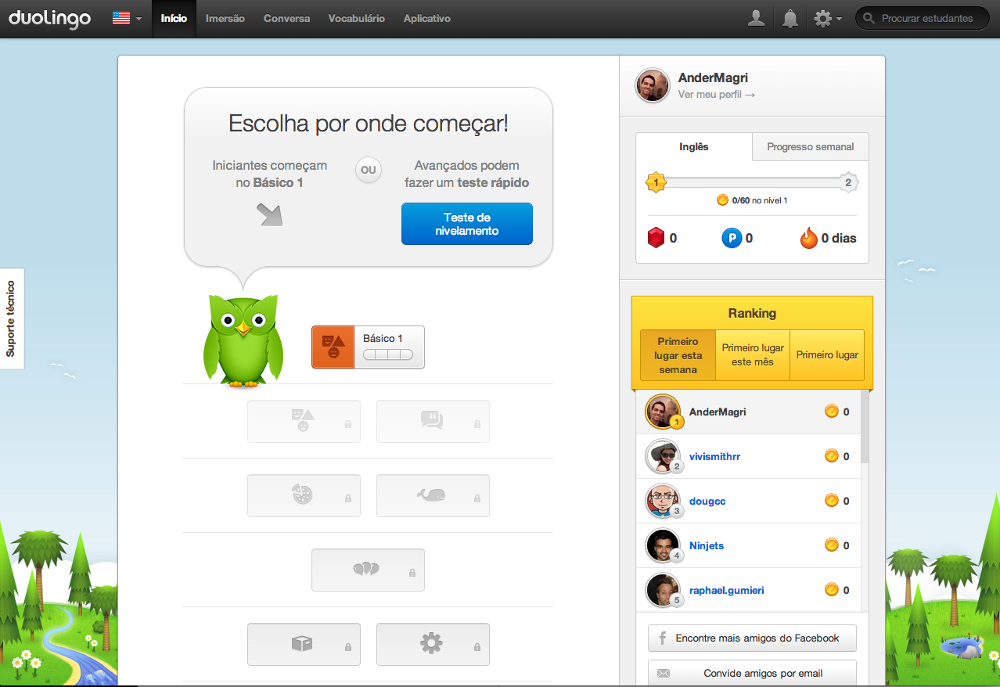 duolingo
Início
Imersão
Conversa
Vocabulário
Aplicativo
Procurar estudantes
Suporte técnico
Escolha por onde começar!
Iniciantes começam
no Básico 1
OU
Avançados podem
fazer um teste rápido
Teste de
nivelamento
Básico 1
AnderMagri
Ver meu perfil →
Inglês
Progresso semanal
1
2
0/60 no nível 1
0
P 0
0 dias
Ranking
Primeiro
lugar esta
semana
Primeiro lugar
este mês
Primeiro lugar
1
AnderMagri
0
2
vivismithrr
0
3
dougcc
0
4
Ninjets
0
5
raphael.gumieri
0
Encontre mais amigos do Facebook
Convide amigos por email